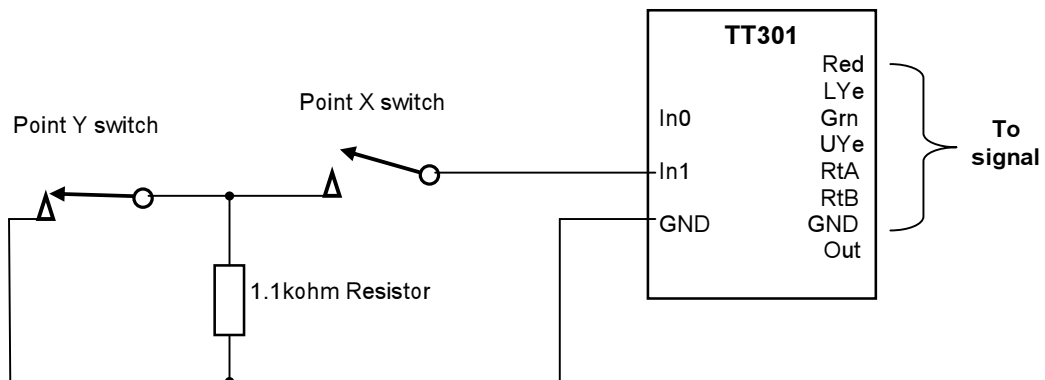 TT301
Red
LYe
Grn
UYe
RtA
RtB
GND
Out
In0
In1
GND
To
signal
Point X switch
Point Y switch
1.1kohm Resistor